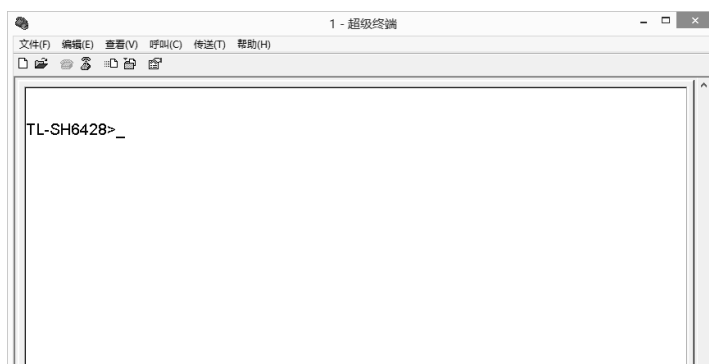 1 - 超级终端
文件(F) 编辑(E) 查看(V) 呼叫(C) 传送(T) 帮助(H)
TL-SH6428>_